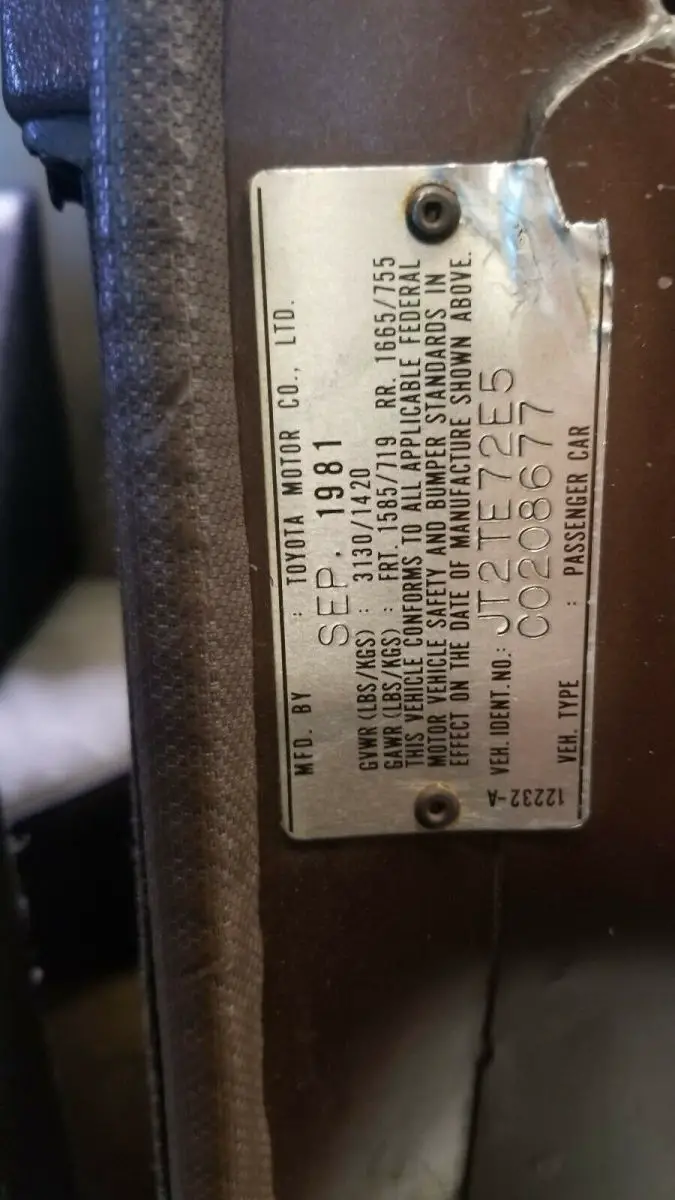 MFD. BY : TOYOTA MOTOR CO., LTD.
SEP. 1981
GVWR (LBS/KGS) : 3130/1420
GAWR (LBS/KGS) : FRT. 1585/719 RR. 1665/755
THIS VEHICLE CONFORMS TO ALL APPLICABLE FEDERAL
MOTOR VEHICLE SAFETY AND BUMPER STANDARDS IN
EFFECT ON THE DATE OF MANUFACTURE SHOWN ABOVE.
VEH. IDENT. NO.: JT2TE72E5
C0208677
VEH. TYPE : PASSENGER CAR
12232-A